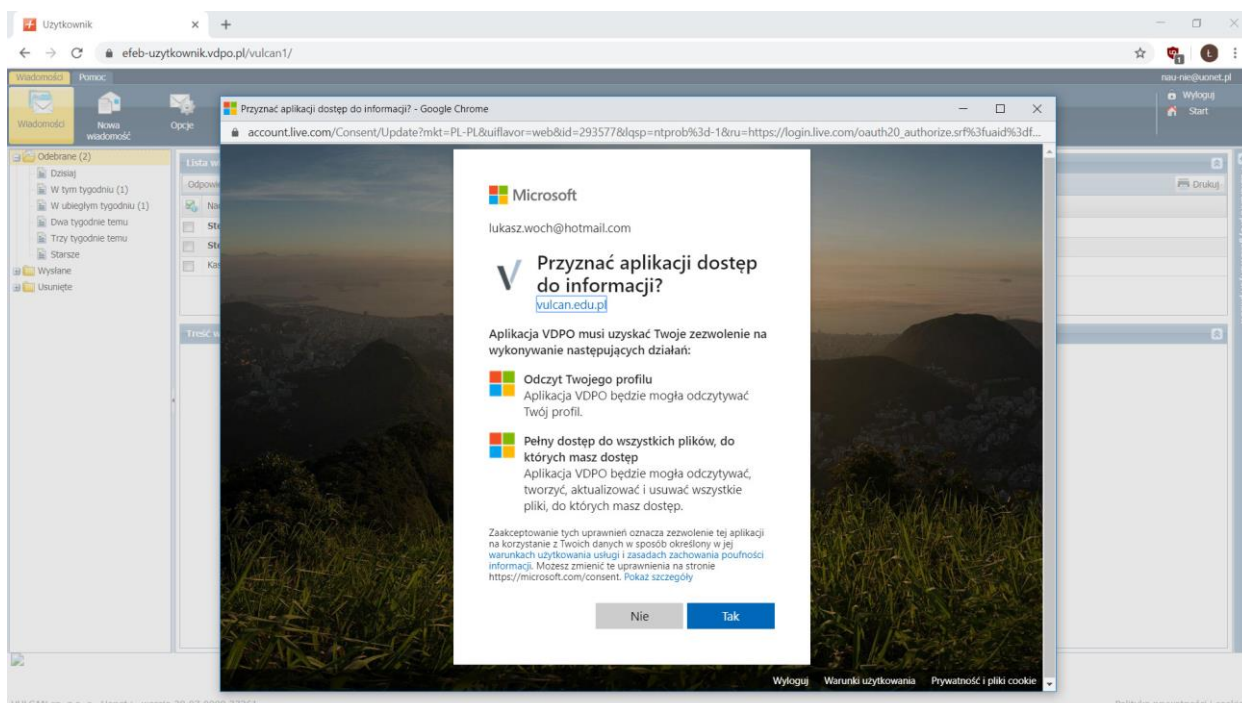 Użytkownik
efeb-uzytkownik.vdpo.pl/vulcan1/
Wiadomości Pomoc
nau-nie@uonet.pl
Wiadomości
Nowa
wiadomość
Opcje
Wyloguj
Start
Przyznać aplikacji dostęp do informacji? - Google Chrome
account.live.com/Consent/Update?mkt=PL-PL&uiflavor=web&id=293577&lqsp=ntprob%3d-1&ru=https://login.live.com/oauth20_authorize.srf%3fuaid%3df...
Odebrane (2)
Dzisiaj
W tym tygodniu (1)
W ubiegłym tygodniu (1)
Dwa tygodnie temu
Trzy tygodnie temu
Starsze
Wysłane
Usunięte
Lista
Drukuj
Treść
Microsoft
lukasz.woch@hotmail.com
Przyznać aplikacji dostęp
do informacji?
vulcan.edu.pl
Aplikacja VDPO musi uzyskać Twoje zezwolenie na
wykonywanie następujących działań:
Odczyt Twojego profilu
Aplikacja VDPO będzie mogła odczytywać
Twój profil.
Pełny dostęp do wszystkich plików, do
których masz dostęp
Aplikacja VDPO będzie mogła odczytywać,
tworzyć, aktualizować i usuwać wszystkie
pliki, do których masz dostęp.
Zaakceptowanie tych uprawnień oznacza zezwolenie tej aplikacji
na korzystanie z Twoich danych w sposób określony w jej
warunkach użytkowania usługi i zasadach zachowania poufności
informacji. Możesz zmienić te uprawnienia na stronie
https://microsoft.com/consent. Pokaż szczegóły
Nie Tak
Wyloguj Warunki użytkowania Prywatność i pliki cookie